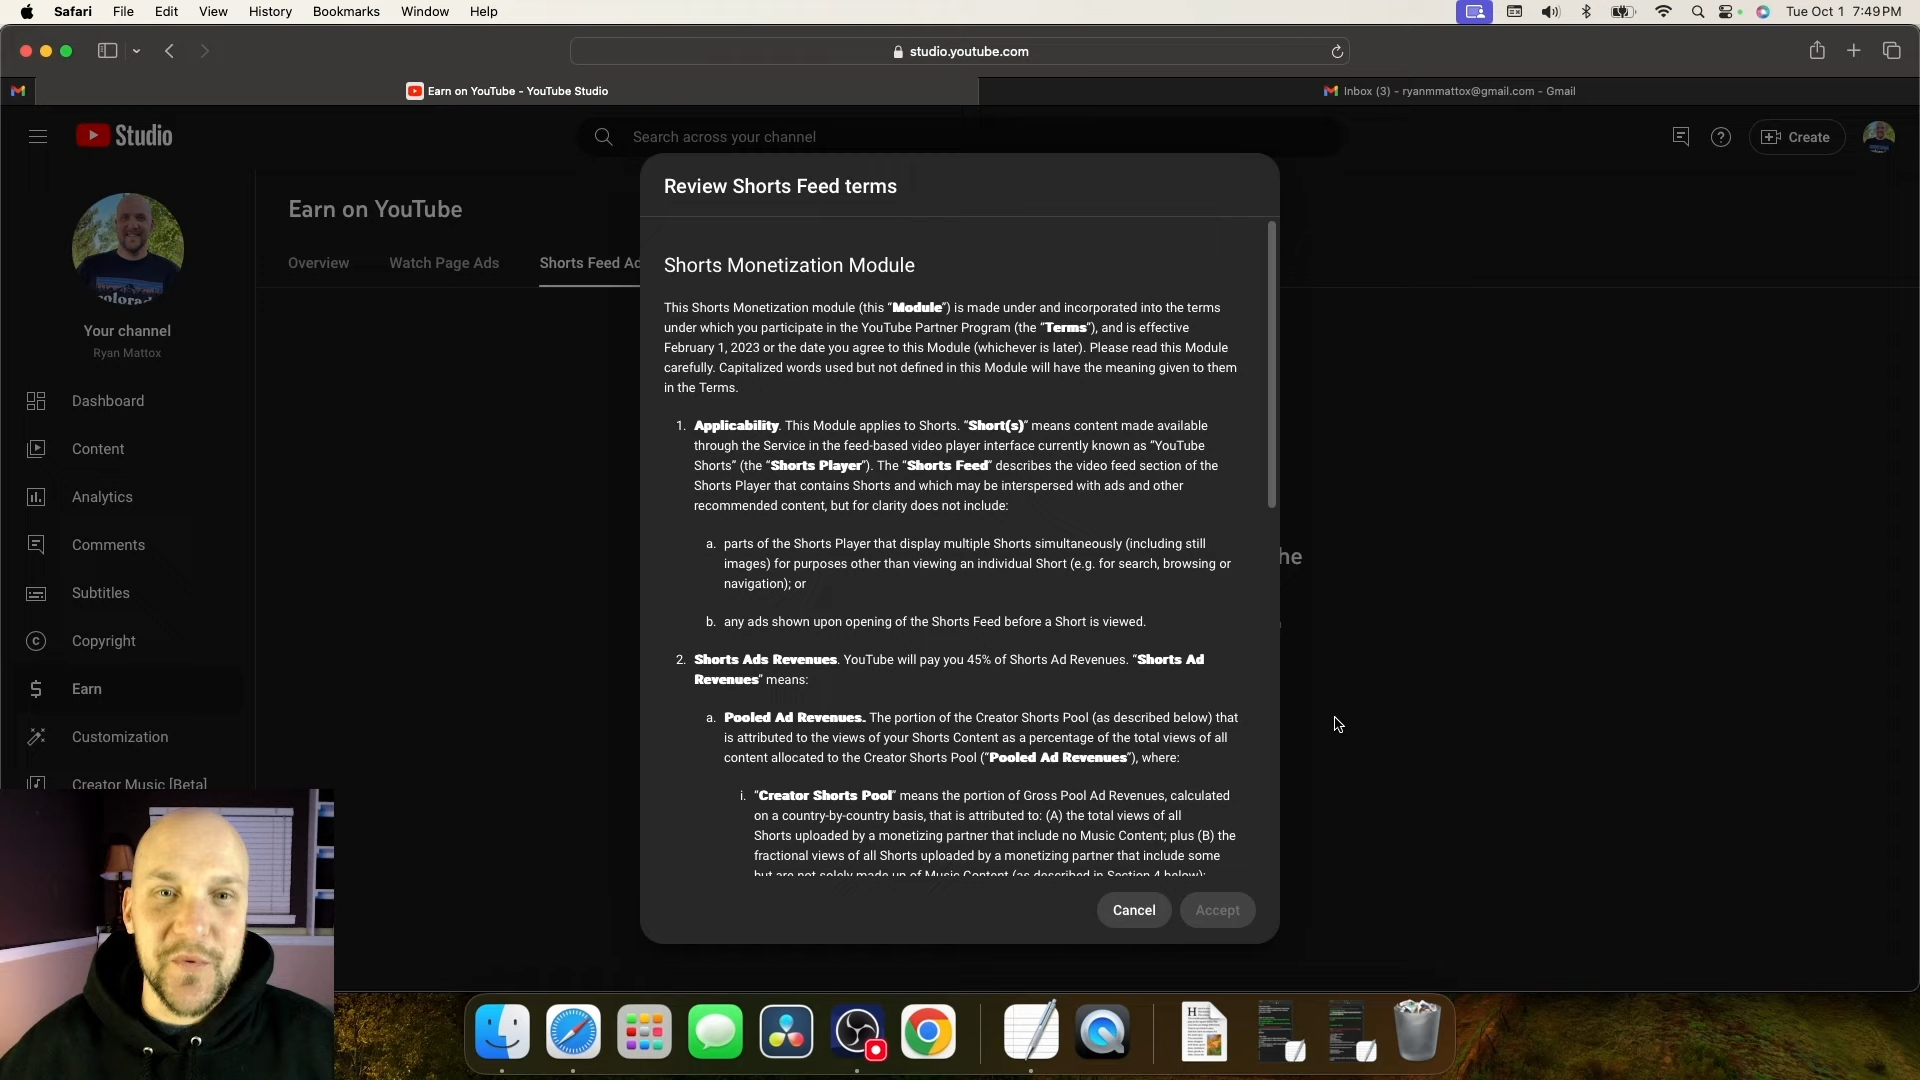 Safari File Edit View History Bookmarks Window Help
Tue Oct 1 7:49 PM
studio.youtube.com
Earn on YouTube - YouTube Studio
Inbox (3) - ryanmmattox@gmail.com - Gmail
Studio
Search across your channel
Create
Your channel
Ryan Mattox
Dashboard
Content
Analytics
Comments
Subtitles
Copyright
Earn
Customization
Creator Music [Beta]
Earn on YouTube
Overview Watch Page Ads Shorts Feed Ad
Review Shorts Feed terms
Shorts Monetization Module
This Shorts Monetization module (this “Module”) is made under and incorporated into the terms
under which you participate in the YouTube Partner Program (the “Terms”), and is effective
February 1, 2023 or the date you agree to this Module (whichever is later). Please read this Module
carefully. Capitalized words used but not defined in this Module will have the meaning given to them
in the Terms.
1. Applicability. This Module applies to Shorts. “Short(s)” means content made available
through the Service in the feed-based video player interface currently known as “YouTube
Shorts” (the “Shorts Player”). The “Shorts Feed” describes the video feed section of the
Shorts Player that contains Shorts and which may be interspersed with ads and other
recommended content, but for clarity does not include:
a. parts of the Shorts Player that display multiple Shorts simultaneously (including still
images) for purposes other than viewing an individual Short (e.g. for search, browsing or
navigation); or
b. any ads shown upon opening of the Shorts Feed before a Short is viewed.
2. Shorts Ads Revenues. YouTube will pay you 45% of Shorts Ad Revenues. “Shorts Ad
Revenues” means:
a. Pooled Ad Revenues. The portion of the Creator Shorts Pool (as described below) that
is attributed to the views of your Shorts Content as a percentage of the total views of all
content allocated to the Creator Shorts Pool (“Pooled Ad Revenues”), where:
i. “Creator Shorts Pool” means the portion of Gross Pool Ad Revenues, calculated
on a country-by-country basis, that is attributed to: (A) the total views of all
Shorts uploaded by a monetizing partner that include no Music Content; plus (B) the
fractional views of all Shorts uploaded by a monetizing partner that include some
but are not solely made up of Music Content (as described in Section 4 below);
Cancel Accept
he